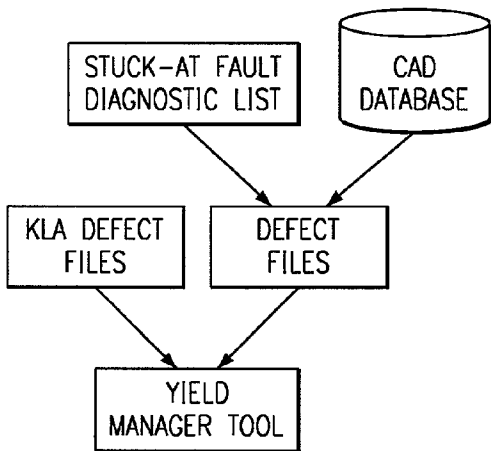 STUCK-AT FAULT
DIAGNOSTIC LIST
CAD
DATABASE
KLA DEFECT
FILES
DEFECT
FILES
YIELD
MANAGER TOOL